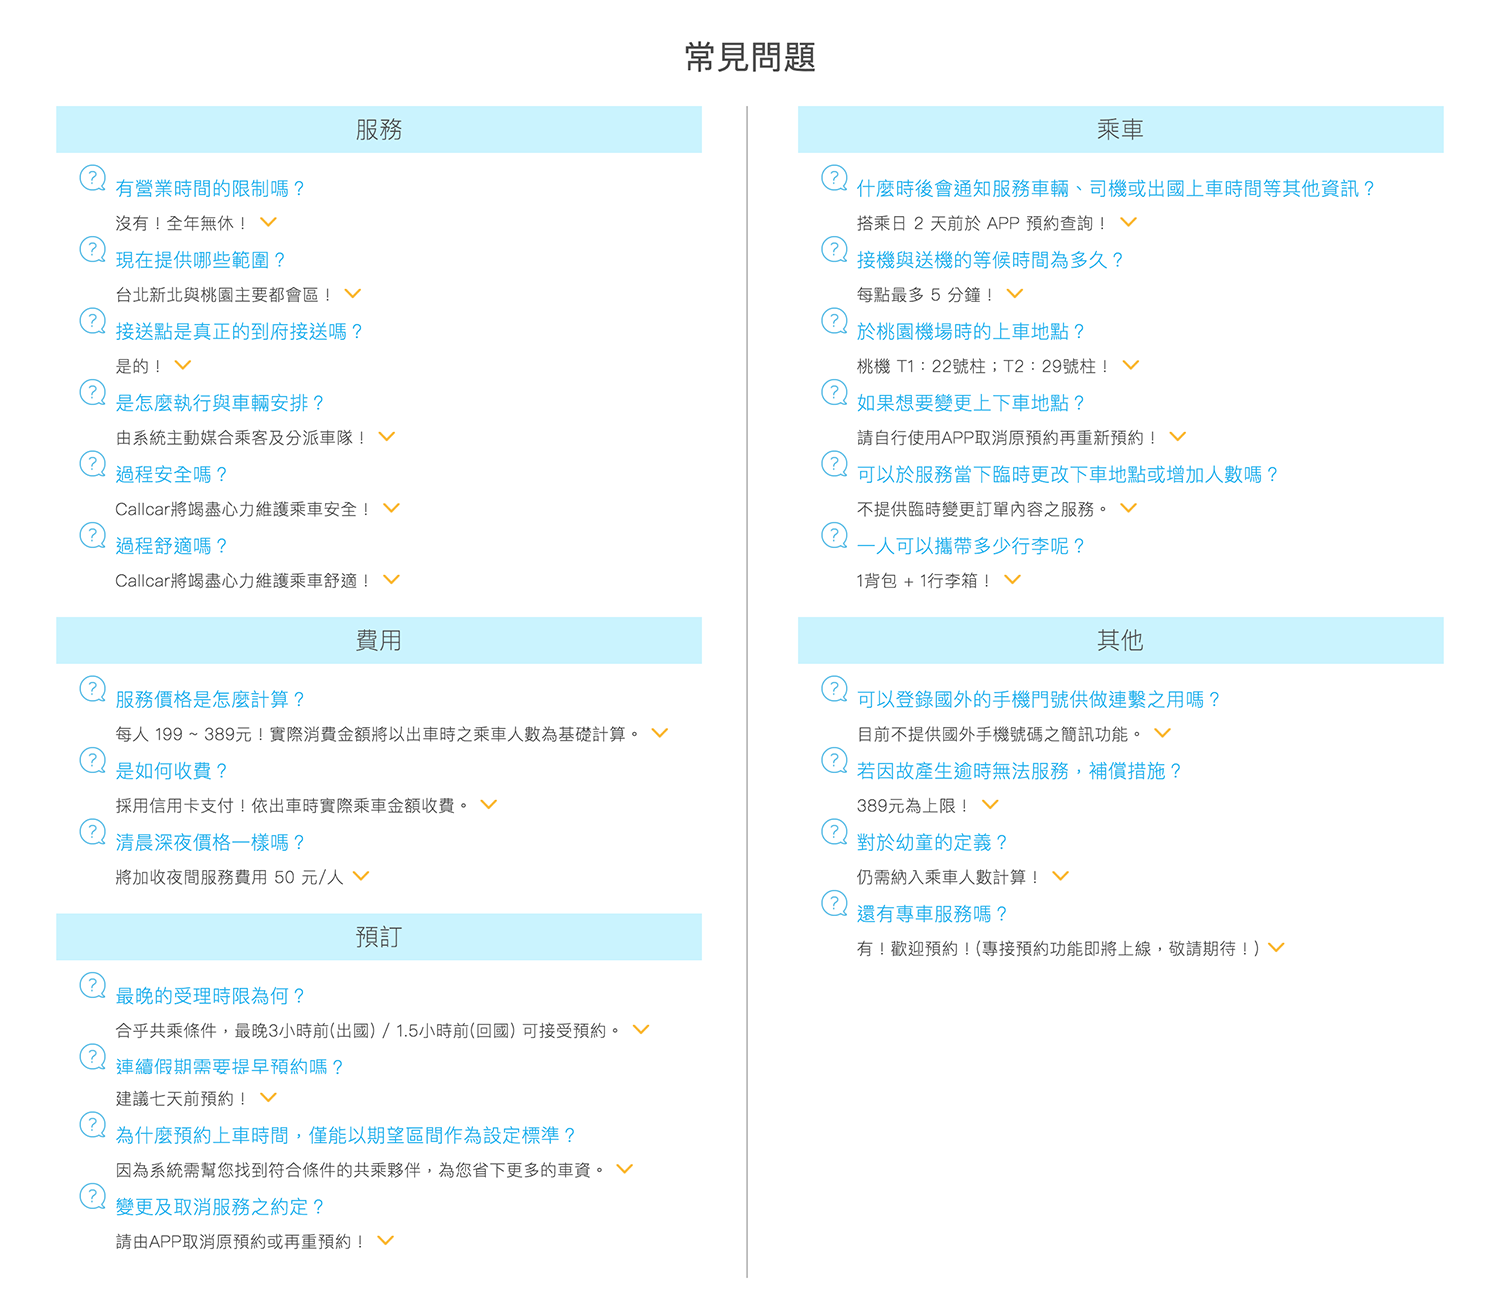 常見問題
服務
有營業時間的限制嗎？
沒有！全年無休！
現在提供哪些範圍？
台北新北與桃園主要都會區！
接送點是真正的到府接送嗎？
是的！
是怎麼執行與車輛安排？
由系統主動媒合乘客及分派車隊！
過程安全嗎？
Callcar將竭盡心力維護乘車安全！
過程舒適嗎？
Callcar將竭盡心力維護乘車舒適！
費用
服務價格是怎麼計算？
每人 199 ~ 389元！實際消費金額將以出車時之乘車人數為基礎計算。
是如何收費？
採用信用卡支付！依出車時實際乘車金額收費。
清晨深夜價格一樣嗎？
將加收夜間服務費用 50 元/人
預訂
最晚的受理時限為何？
合乎共乘條件，最晚3小時前(出國) / 1.5小時前(回國) 可接受預約。
連續假期需要提早預約嗎？
建議七天前預約！
為什麼預約上車時間，僅能以期望區間作為設定標準？
因為系統需幫您找到符合條件的共乘夥伴，為您省下更多的車資。
變更及取消服務之約定？
請由APP取消原預約或再重預約！
乘車
什麼時後會通知服務車輛、司機或出國上車時間等其他資訊？
搭乘日 2 天前於 APP 預約查詢！
接機與送機的等候時間為多久？
每點最多 5 分鐘！
於桃園機場時的上車地點？
桃機 T1：22號柱；T2：29號柱！
如果想要變更上下車地點？
請自行使用APP取消原預約再重新預約！
可以於服務當下臨時更改下車地點或增加人數嗎？
不提供臨時變更訂單內容之服務。
一人可以攜帶多少行李呢？
1背包 + 1行李箱！
其他
可以登錄國外的手機門號供做連繫之用嗎？
目前不提供國外手機號碼之簡訊功能。
若因故產生逾時無法服務，補償措施？
389元為上限！
對於幼童的定義？
仍需納入乘車人數計算！
還有專車服務嗎？
有！歡迎預約！(專接預約功能即將上線，敬請期待！)